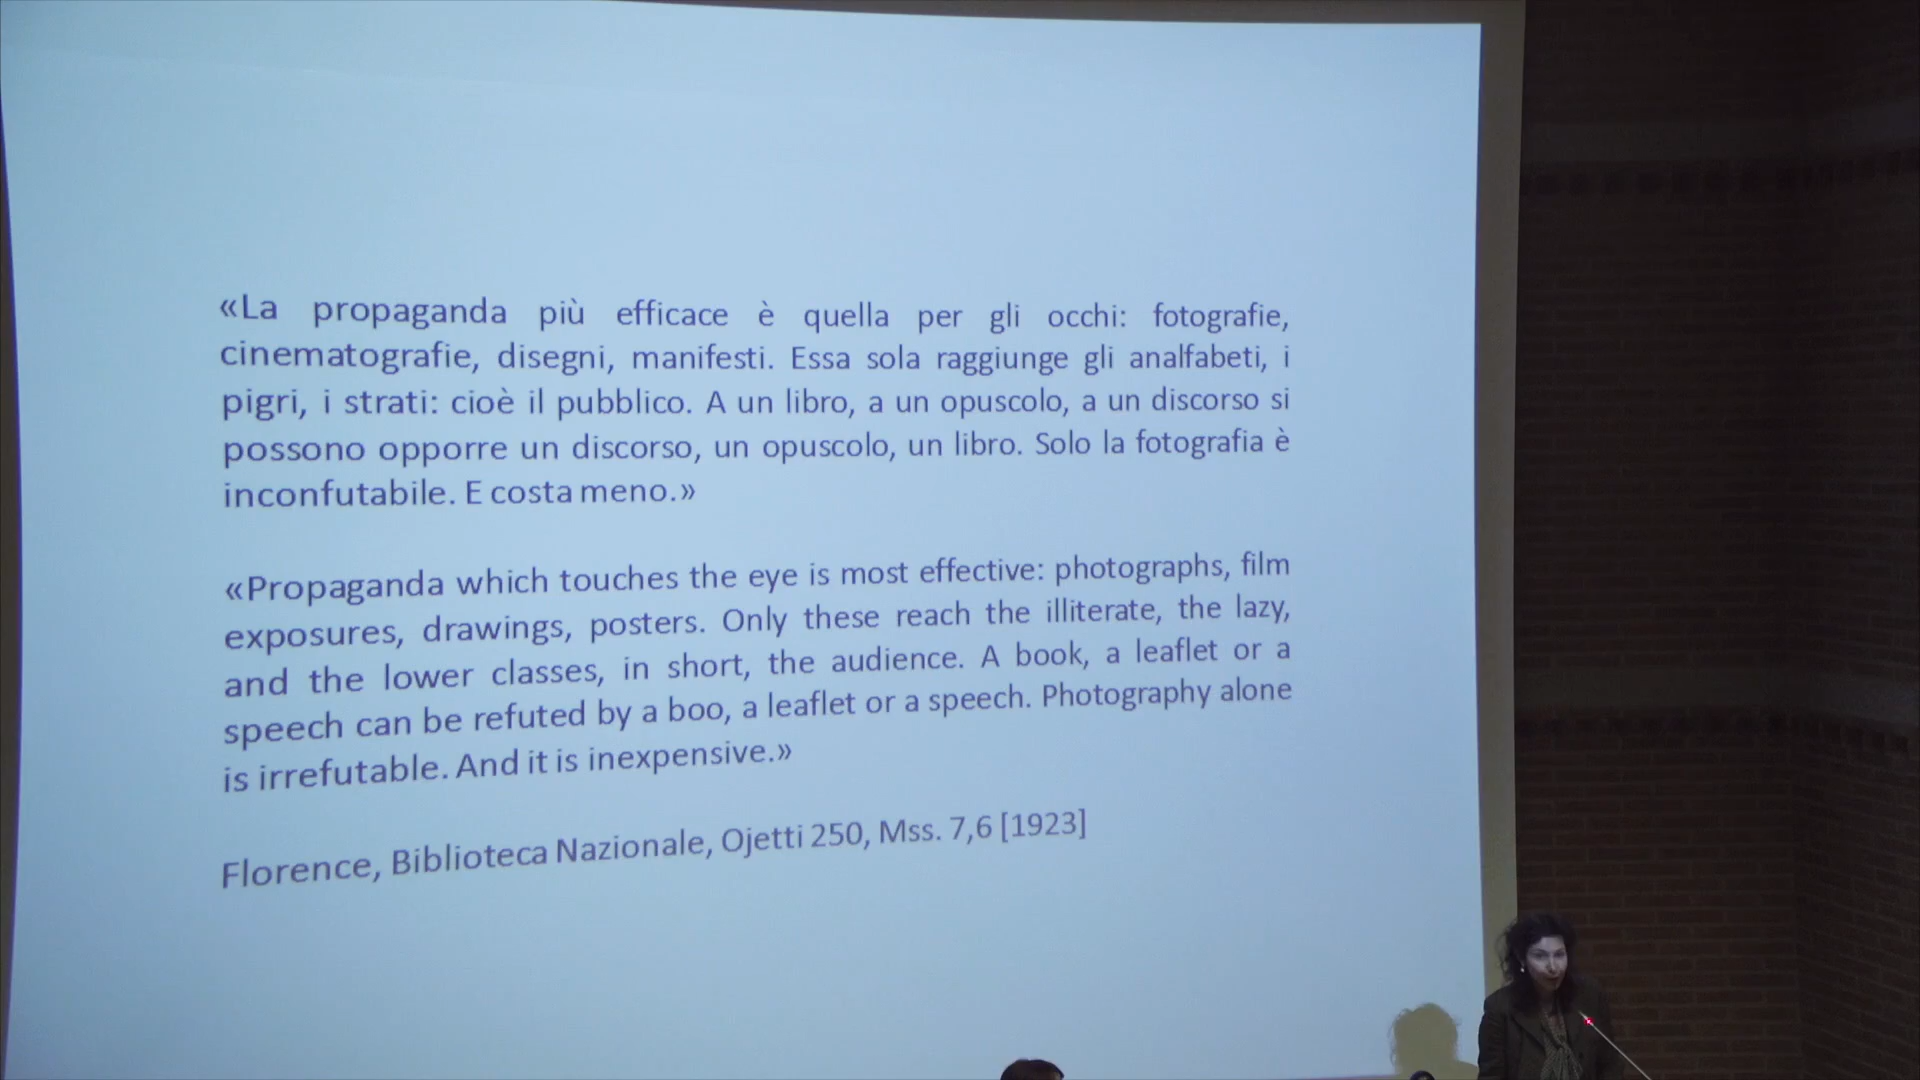 «La propaganda più efficace è quella per gli occhi: fotografie,
cinematografie, disegni, manifesti. Essa sola raggiunge gli analfabeti, i
pigri, i strati: cioè il pubblico. A un libro, a un opuscolo, a un discorso si
possono opporre un discorso, un opuscolo, un libro. Solo la fotografia è
inconfutabile. E costa meno.»
«Propaganda which touches the eye is most effective: photographs, film
exposures, drawings, posters. Only these reach the illiterate, the lazy,
and the lower classes, in short, the audience. A book, a leaflet or a
speech can be refuted by a boo, a leaflet or a speech. Photography alone
is irrefutable. And it is inexpensive.»
Florence, Biblioteca Nazionale, Ojetti 250, Mss. 7,6 [1923]